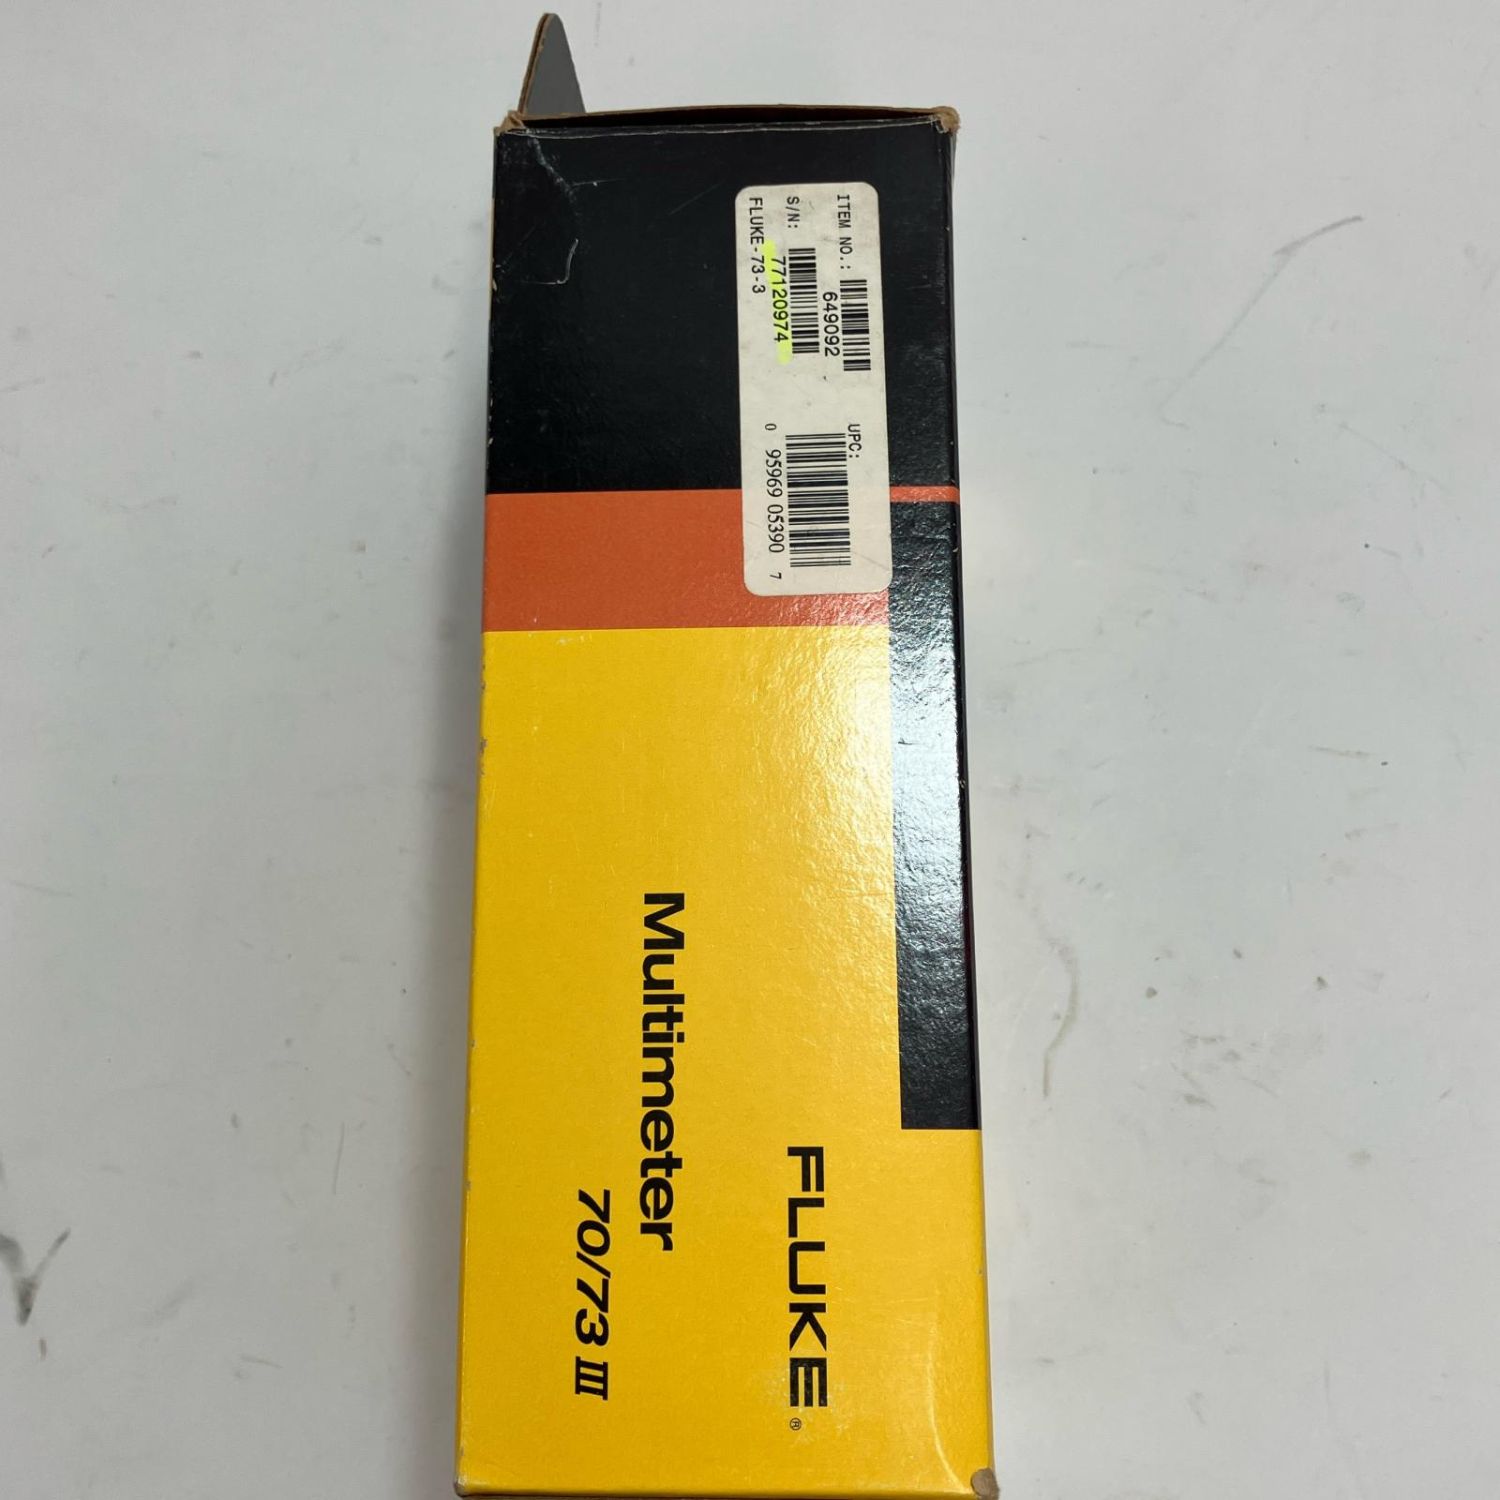 ITEM NO.:
649092
S/N:
77120974
FLUKE-73-3
UPC:
0 95969 05390 7
FLUKE®
Multimeter
70/73 III